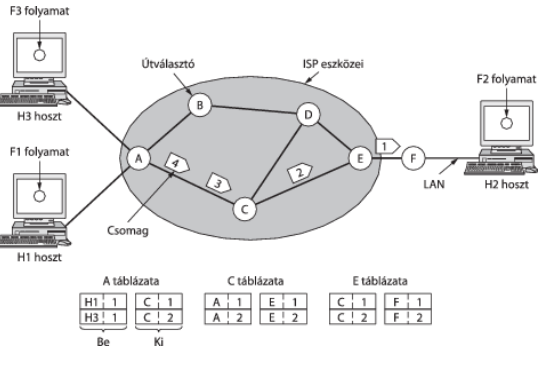 F3 folyamat
Útválasztó
ISP eszközei
F2 folyamat
B
D
H3 hoszt
F1 folyamat
A
4
3
2
E
1
F
LAN
H2 hoszt
C
Csomag
H1 hoszt
A táblázata
C táblázata
E táblázata
H1 1 C 1 A 1 E 1 C 1 F 1
H3 1 C 2 A 2 E 2 C 2 F 2
Be Ki